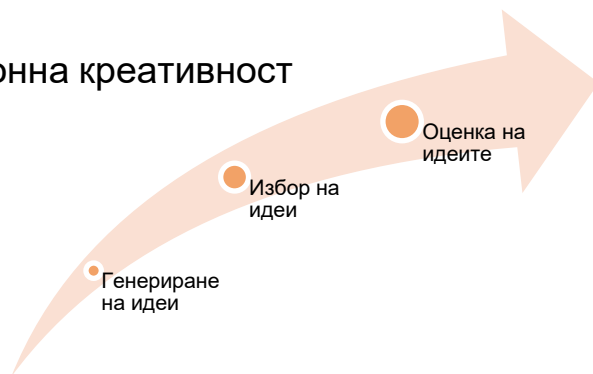 онна креативност
Оценка на
идеите
Избор на
идеи
Генериране
на идеи